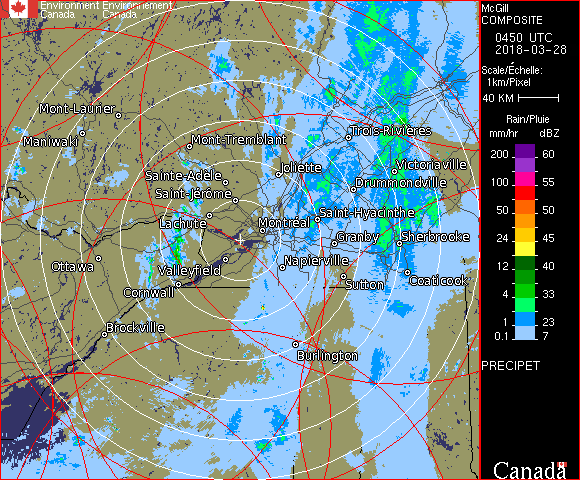 Environment Environnement
Canada Canada
McGill
COMPOSITE
0450 UTC
2018-03-28
Scale/Échelle:
1km/Pixel
40 KM
Rain/Pluie
mm/hr dBZ
200 60
100 55
50 50
24 45
12 40
4 33
1 23
0.1 7
PRECIPET
Canada
Mont-Laurier
Maniwaki
Mont-Tremblant
Trois-Rivières
Sainte-Adèle
Joliette
Victoriaville
Drummondville
Saint-Jérôme
Lachute
Montréal
Saint-Hyacinthe
Granby
Sherbrooke
Ottawa
Valleyfield
Napierville
Cornwall
Sutton
Coaticook
Brockville
Burlington